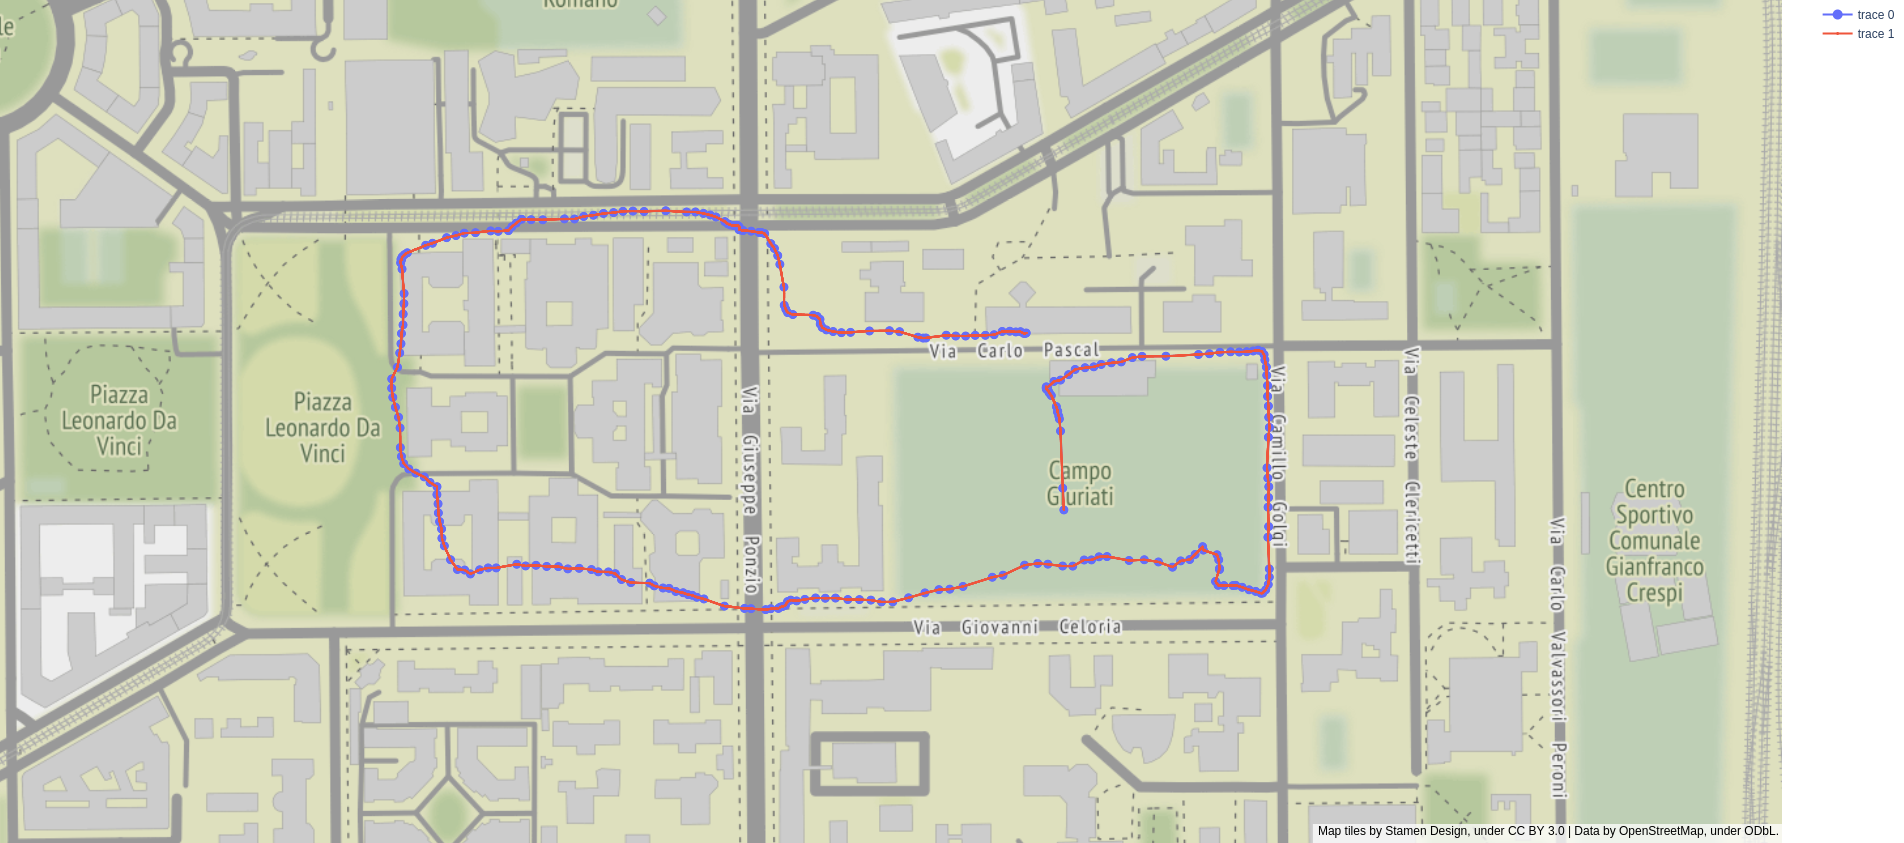 Romano
le
trace 0
trace 1
Via Carlo Pascal
Piazza
Leonardo Da
Vinci
Piazza
Leonardo Da
Vinci
Via Giuseppe Ponzio
Via Camillo Golgi
Via Celeste Clericetti
Campo
Giuriati
Centro
Sportivo
Comunale
Gianfranco
Crespi
Via Carlo Valvassori Peroni
Via Giovanni Celoria
Map tiles by Stamen Design, under CC BY 3.0 | Data by OpenStreetMap, under ODbL.